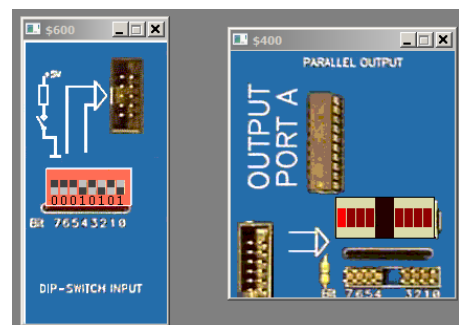 $600
+5V
00010101
Bit 76543210
DIP-SWITCH INPUT
$400
PARALLEL OUTPUT
OUTPUT
PORT A
Bit 7654 3210